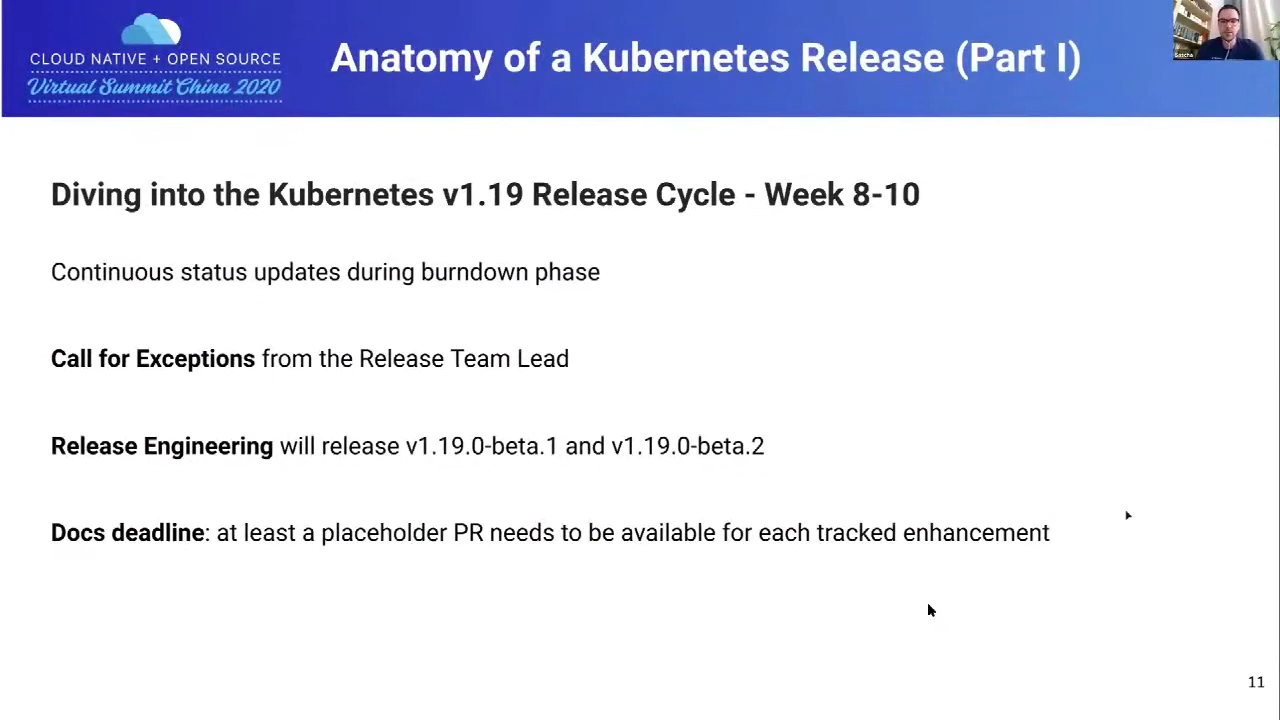 CLOUD NATIVE + OPEN SOURCE
Virtual Summit China 2020
Anatomy of a Kubernetes Release (Part I)
Sascha
Diving into the Kubernetes v1.19 Release Cycle - Week 8-10
Continuous status updates during burndown phase
Call for Exceptions from the Release Team Lead
Release Engineering will release v1.19.0-beta.1 and v1.19.0-beta.2
Docs deadline: at least a placeholder PR needs to be available for each tracked enhancement
11